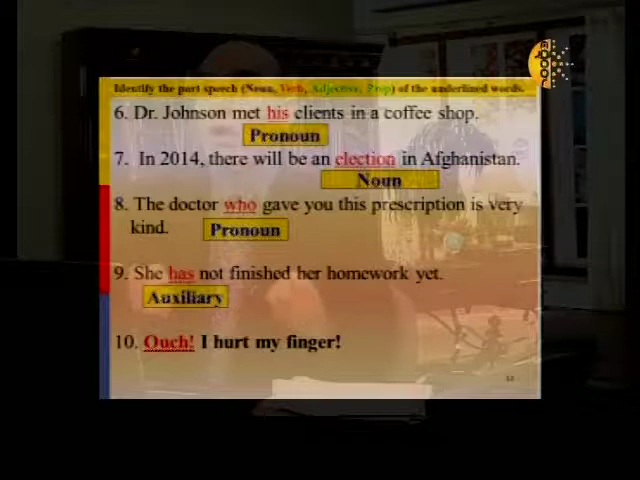 Identify the part speech (Noun, Verb, Adjective, Prep) of the underlined words.
6. Dr. Johnson met his clients in a coffee shop.
Pronoun
7. In 2014, there will be an election in Afghanistan.
Noun
8. The doctor who gave you this prescription is very
kind.
Pronoun
9. She has not finished her homework yet.
Auxiliary
10. Ouch! I hurt my finger!